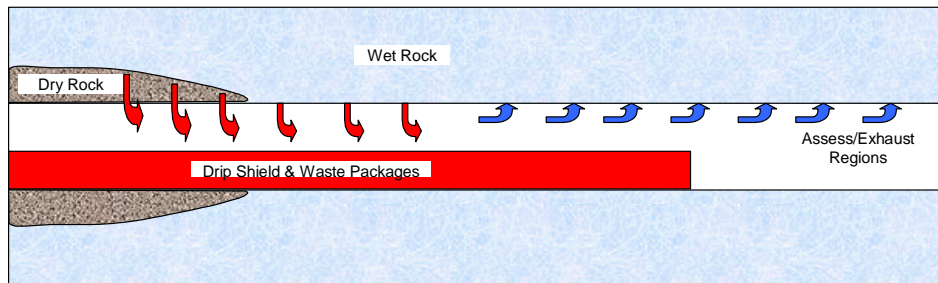 Wet Rock
Dry Rock
Assess/Exhaust
Regions
Drip Shield & Waste Packages